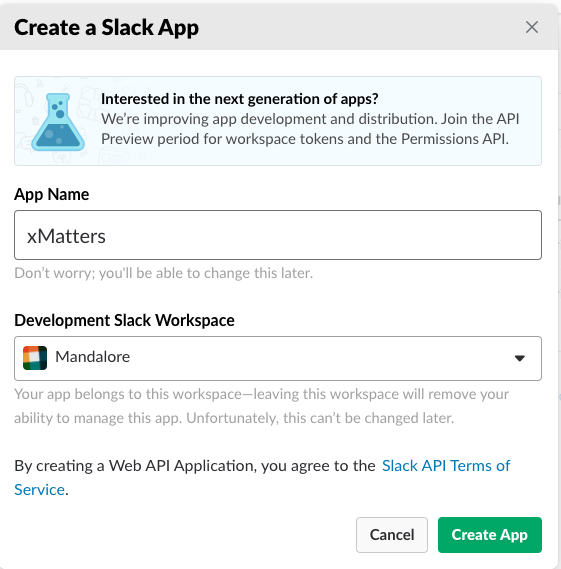 Create a Slack App
Interested in the next generation of apps?
We're improving app development and distribution. Join the API
Preview period for workspace tokens and the Permissions API.
App Name
xMatters
Don't worry; you'll be able to change this later.
Development Slack Workspace
Mandalore
Your app belongs to this workspace—leaving this workspace will remove your
ability to manage this app. Unfortunately, this can't be changed later.
By creating a Web API Application, you agree to the Slack API Terms of
Service.
Cancel
Create App